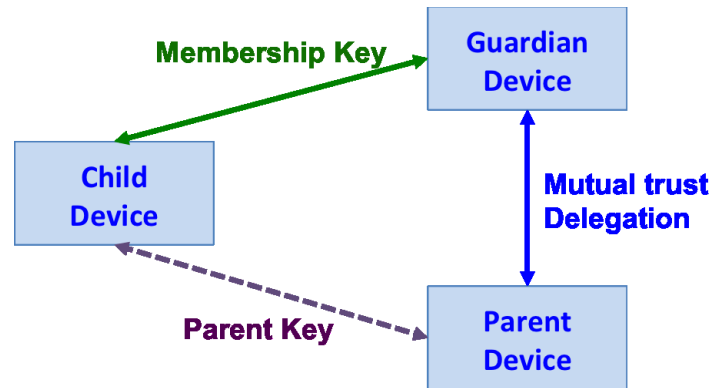 Membership Key
Guardian
Device
Child
Device
Mutual trust
Delegation
Parent Key
Parent
Device